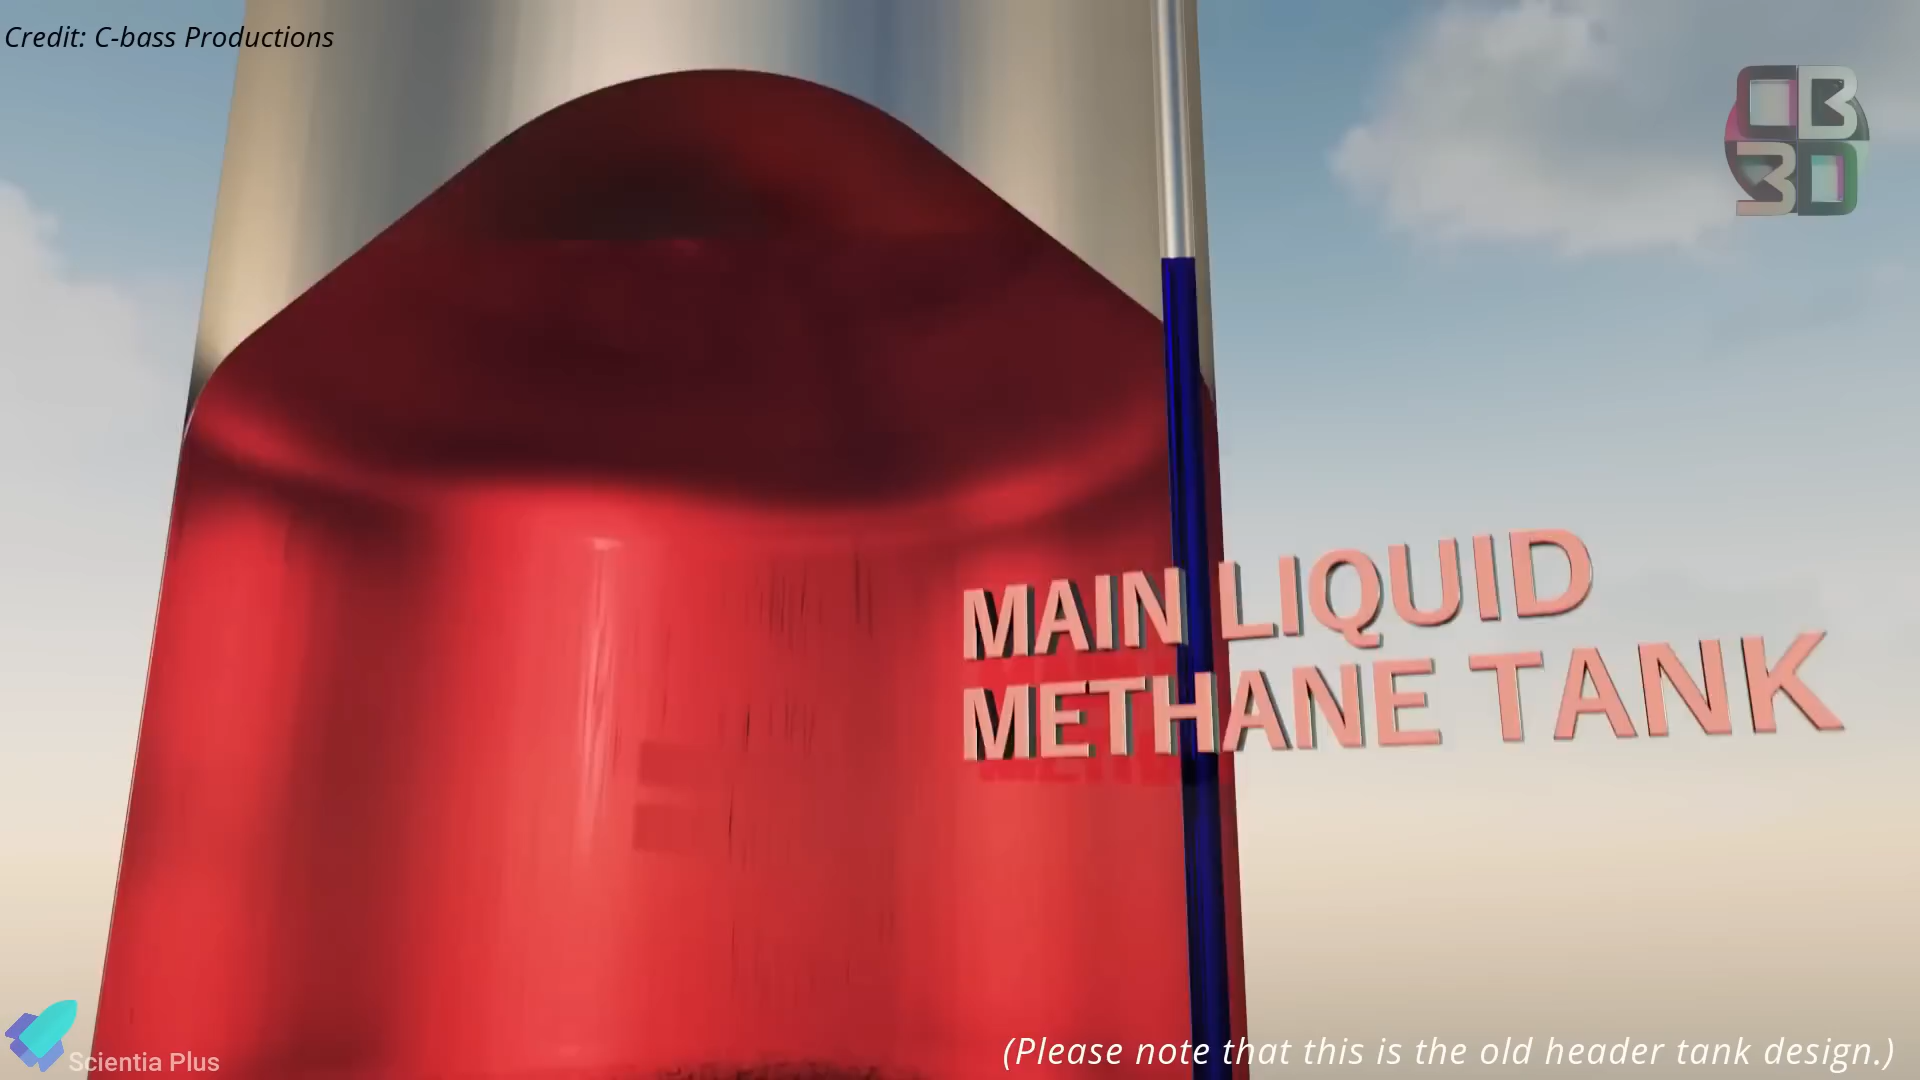 Credit: C-bass Productions
CB
3D
MAIN LIQUID
METHANE TANK
Scientia Plus
(Please note that this is the old header tank design.)